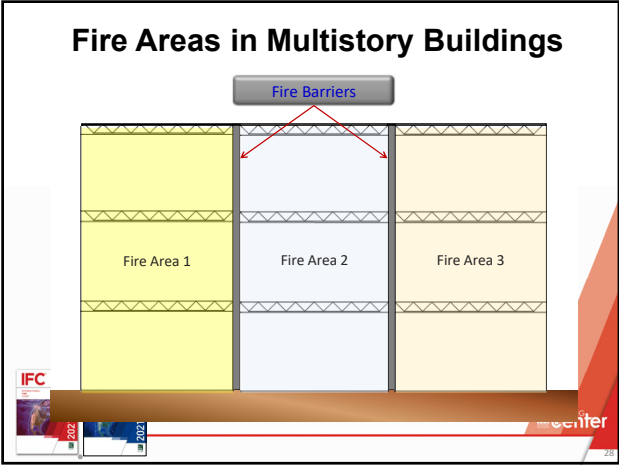 Fire Areas in Multistory Buildings
Fire Barriers
Fire Area 1
Fire Area 2
Fire Area 3
IFC
2021
2021
G
center
28